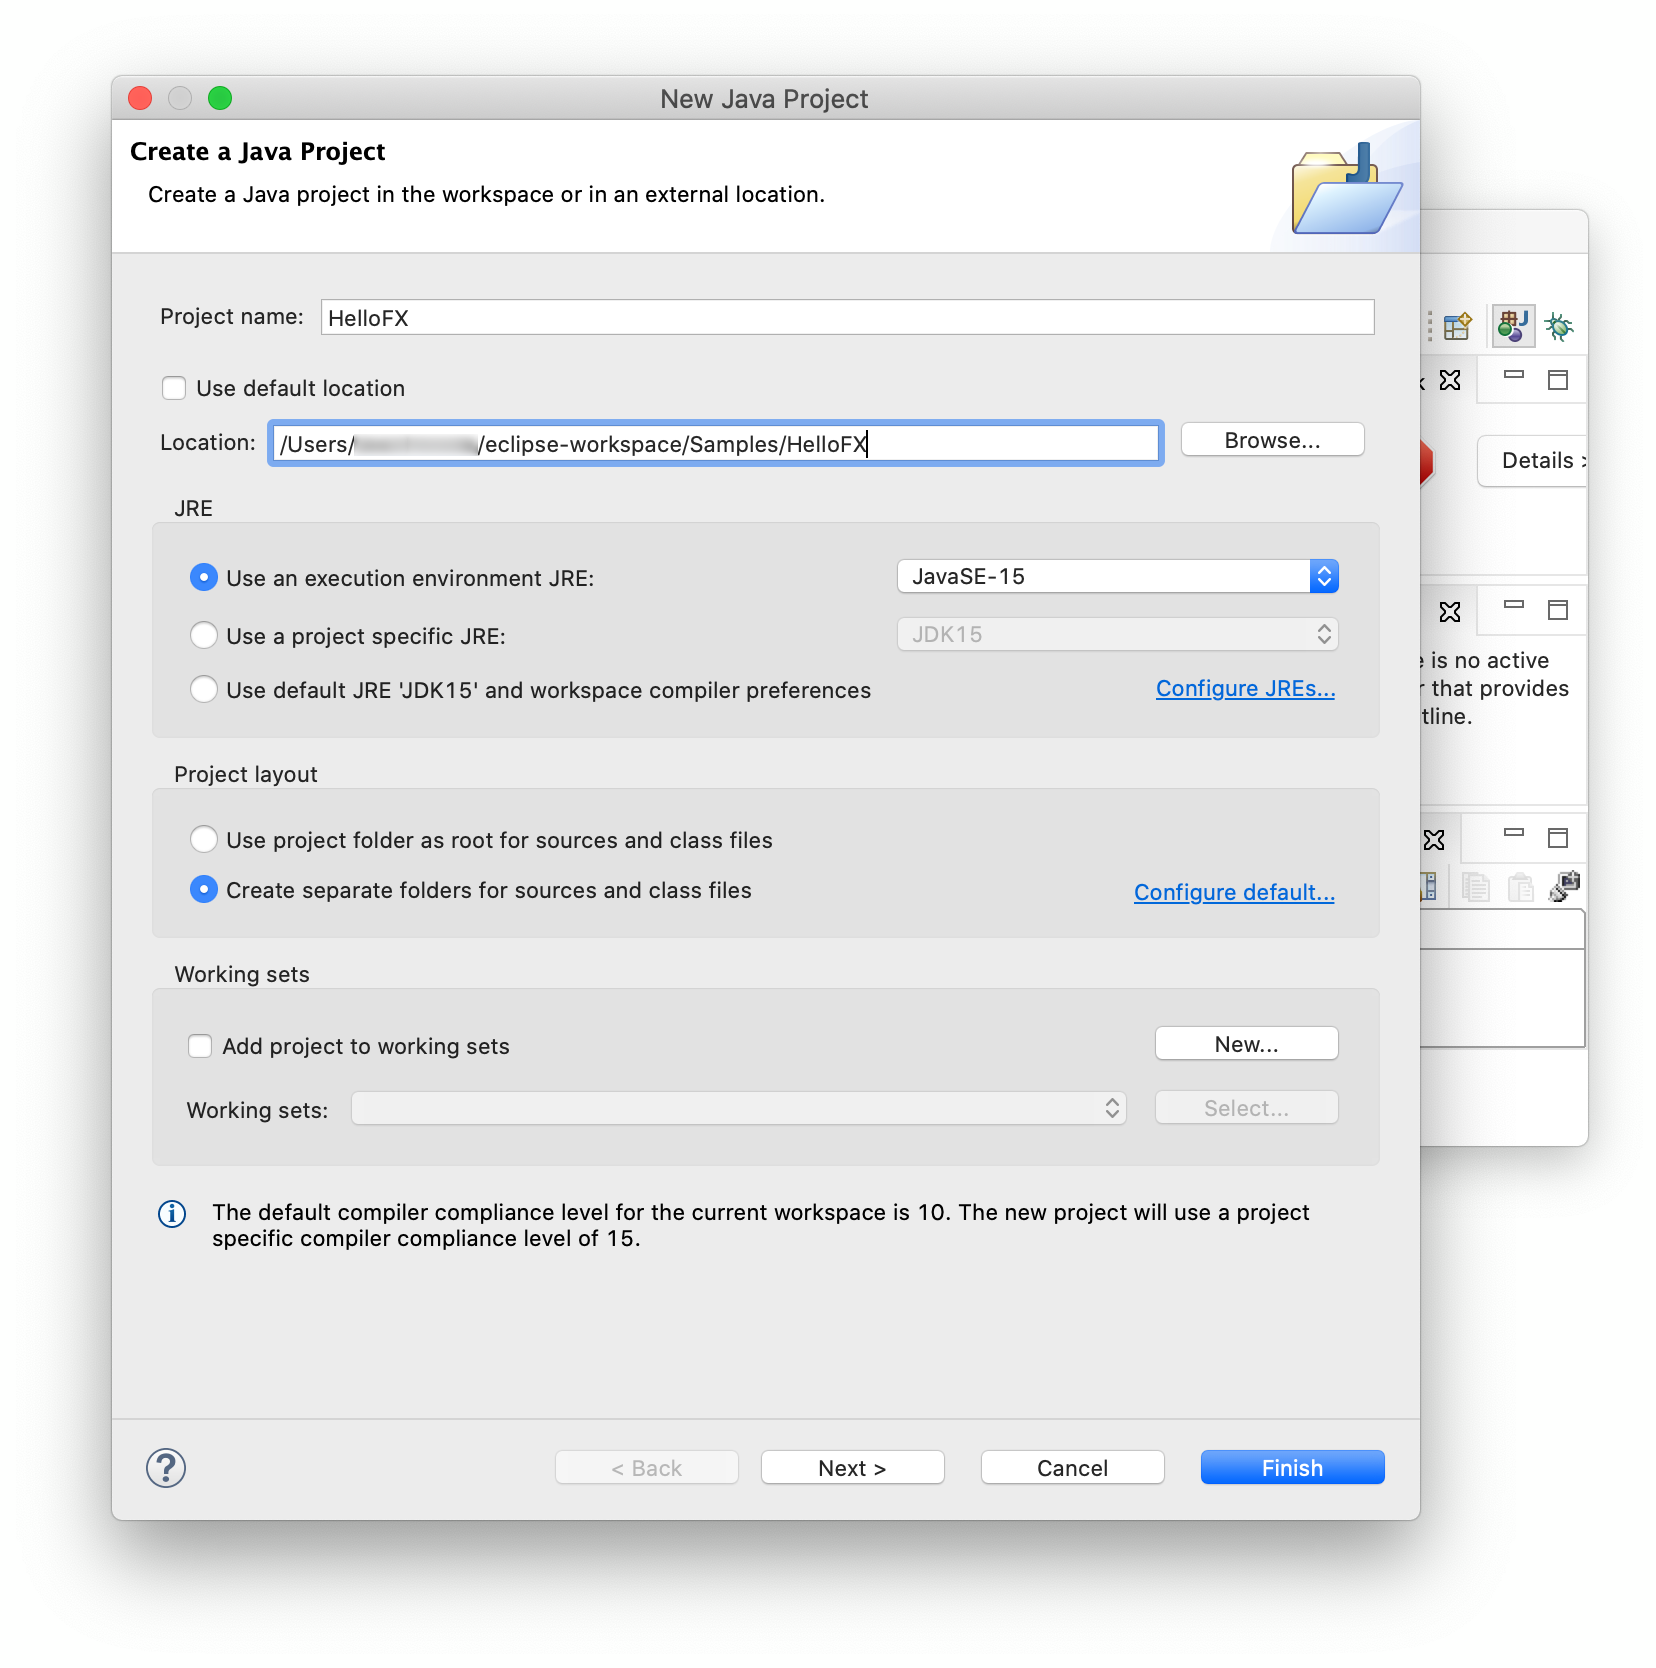 New Java Project
Create a Java Project
Create a Java project in the workspace or in an external location.
Project name: HelloFX
Use default location
Location: /Users/ /eclipse-workspace/Samples/HelloFX Browse...
Details >
JRE
Use an execution environment JRE: JavaSE-15
Use a project specific JRE: JDK15
Use default JRE 'JDK15' and workspace compiler preferences Configure JREs...
is no active
that provides
tline.
Project layout
Use project folder as root for sources and class files
Create separate folders for sources and class files Configure default...
Working sets
Add project to working sets New...
Working sets: Select...
The default compiler compliance level for the current workspace is 10. The new project will use a project
specific compiler compliance level of 15.
? < Back Next > Cancel Finish